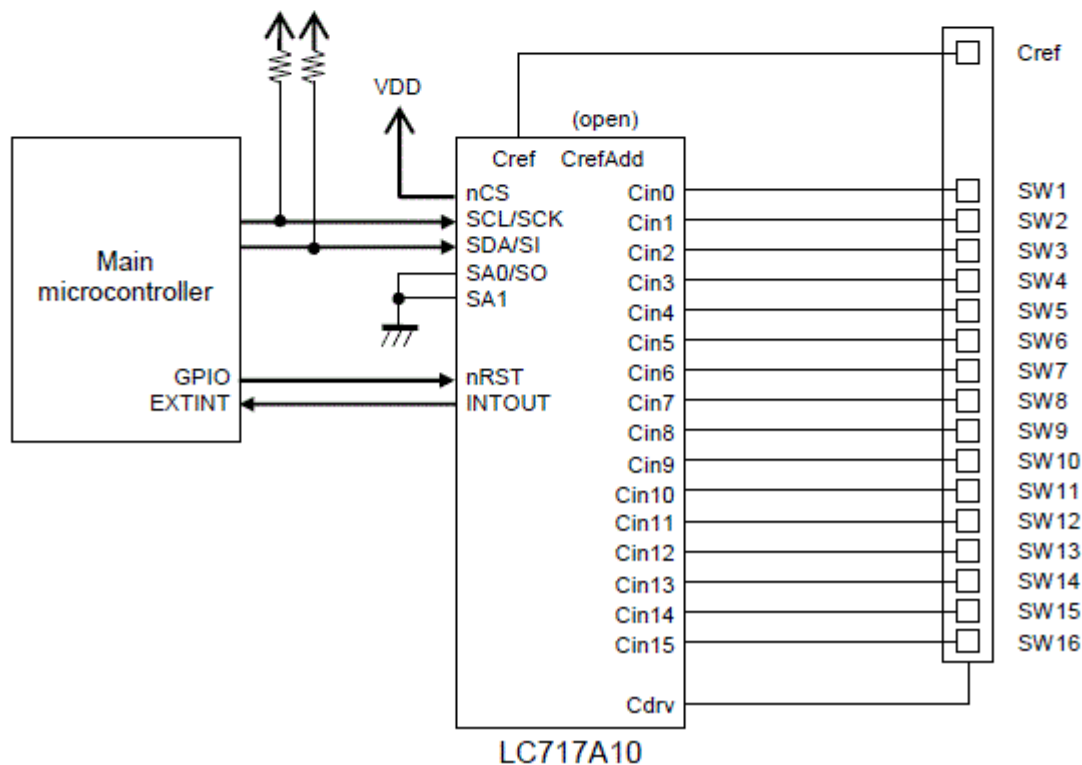 VDD
(open)
Cref
CrefAdd
Cref
Main
microcontroller
GPIO
EXTINT
nCS
SCL/SCK
SDA/SI
SA0/SO
SA1
nRST
INTOUT
Cin0
Cin1
Cin2
Cin3
Cin4
Cin5
Cin6
Cin7
Cin8
Cin9
Cin10
Cin11
Cin12
Cin13
Cin14
Cin15
Cdrv
SW1
SW2
SW3
SW4
SW5
SW6
SW7
SW8
SW9
SW10
SW11
SW12
SW13
SW14
SW15
SW16
LC717A10